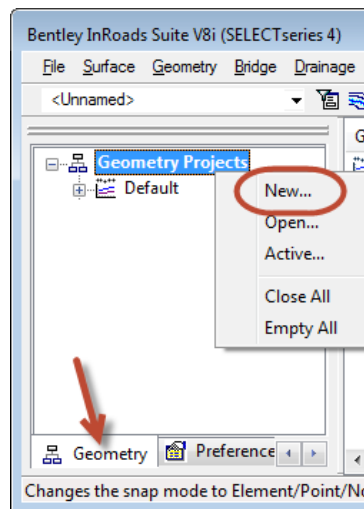 Bentley InRoads Suite V8i (SELECTseries 4)
File Surface Geometry Bridge Drainage
<Unnamed>
Geometry Projects
Default
New...
Open...
Active...
Close All
Empty All
Geometry Preference
Changes the snap mode to Element/Point/No